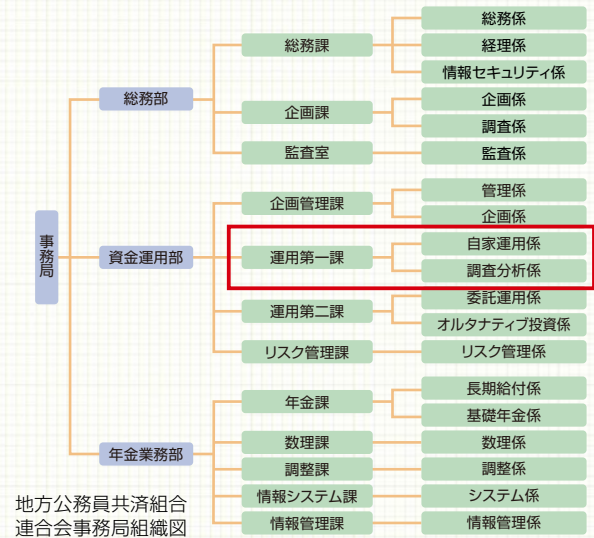 事務局
総務部
総務課
総務係
経理係
情報セキュリティ係
企画課
企画係
調査係
監査室
監査係
資金運用部
企画管理課
管理係
企画係
運用第一課
自家運用係
調査分析係
運用第二課
委託運用係
オルタナティブ投資係
リスク管理課
リスク管理係
年金業務部
年金課
長期給付係
基礎年金係
数理課
数理係
調整課
調整係
情報システム課
システム係
情報管理課
情報管理係
地方公務員共済組合
連合会事務局組織図